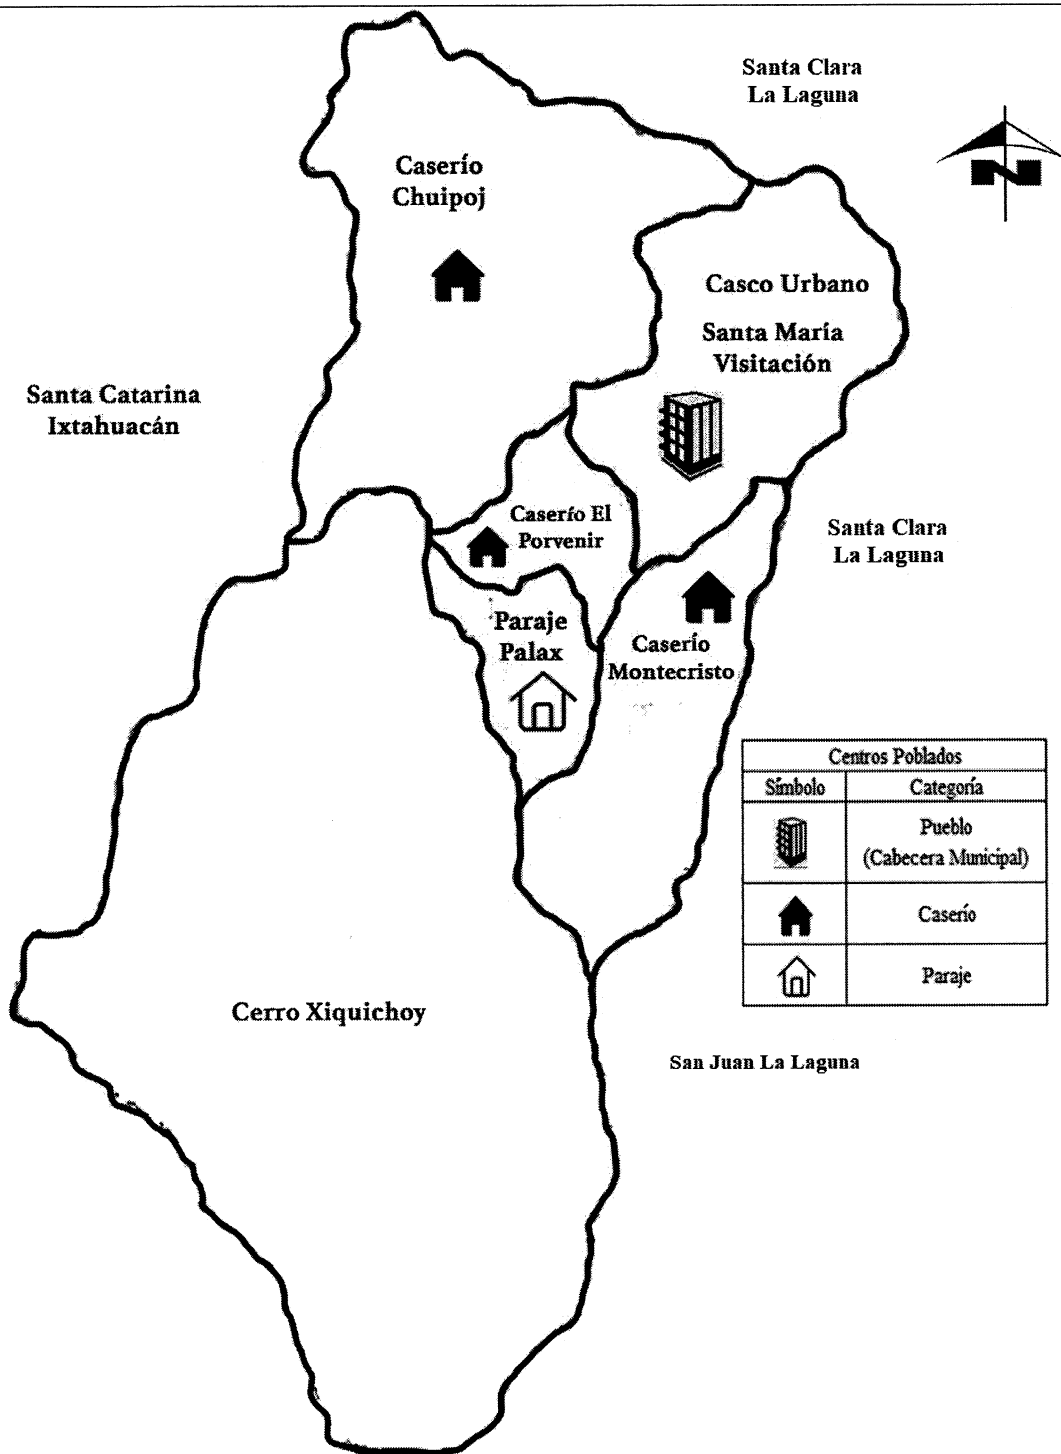 Santa Clara
La Laguna
N
Caserío
Chuipoj
Casco Urbano
Santa María
Visitación
Santa Catarina
Ixtahuacán
Caserío El
Porvenir
Santa Clara
La Laguna
Paraje
Palax
Caserío
Montecristo
Centros Poblados
Símbolo Categoría
Pueblo
(Cabecera Municipal)
Caserío
Paraje
Cerro Xiquichoy
San Juan La Laguna